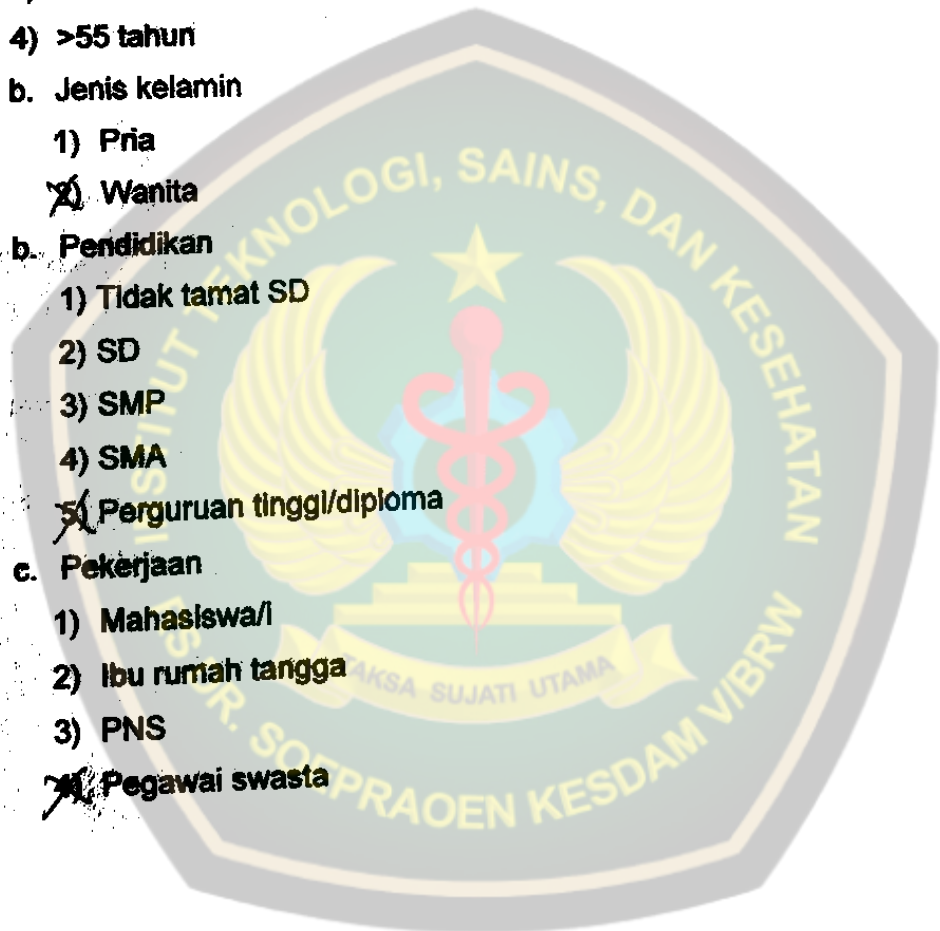 4) >55 tahun
b. Jenis kelamin
1) Pria
2) Wanita
b. Pendidikan
1) Tidak tamat SD
2) SD
3) SMP
4) SMA
5) Perguruan tinggi/diploma
c. Pekerjaan
1) Mahasiswa/i
2) Ibu rumah tangga
3) PNS
4) Pegawai swasta
INSTITUT TEKNOLOGI, SAINS, DAN KESEHATAN
RS DR. SOEPRAOEN KESDAM V/BRW
SUJATI UTAMA